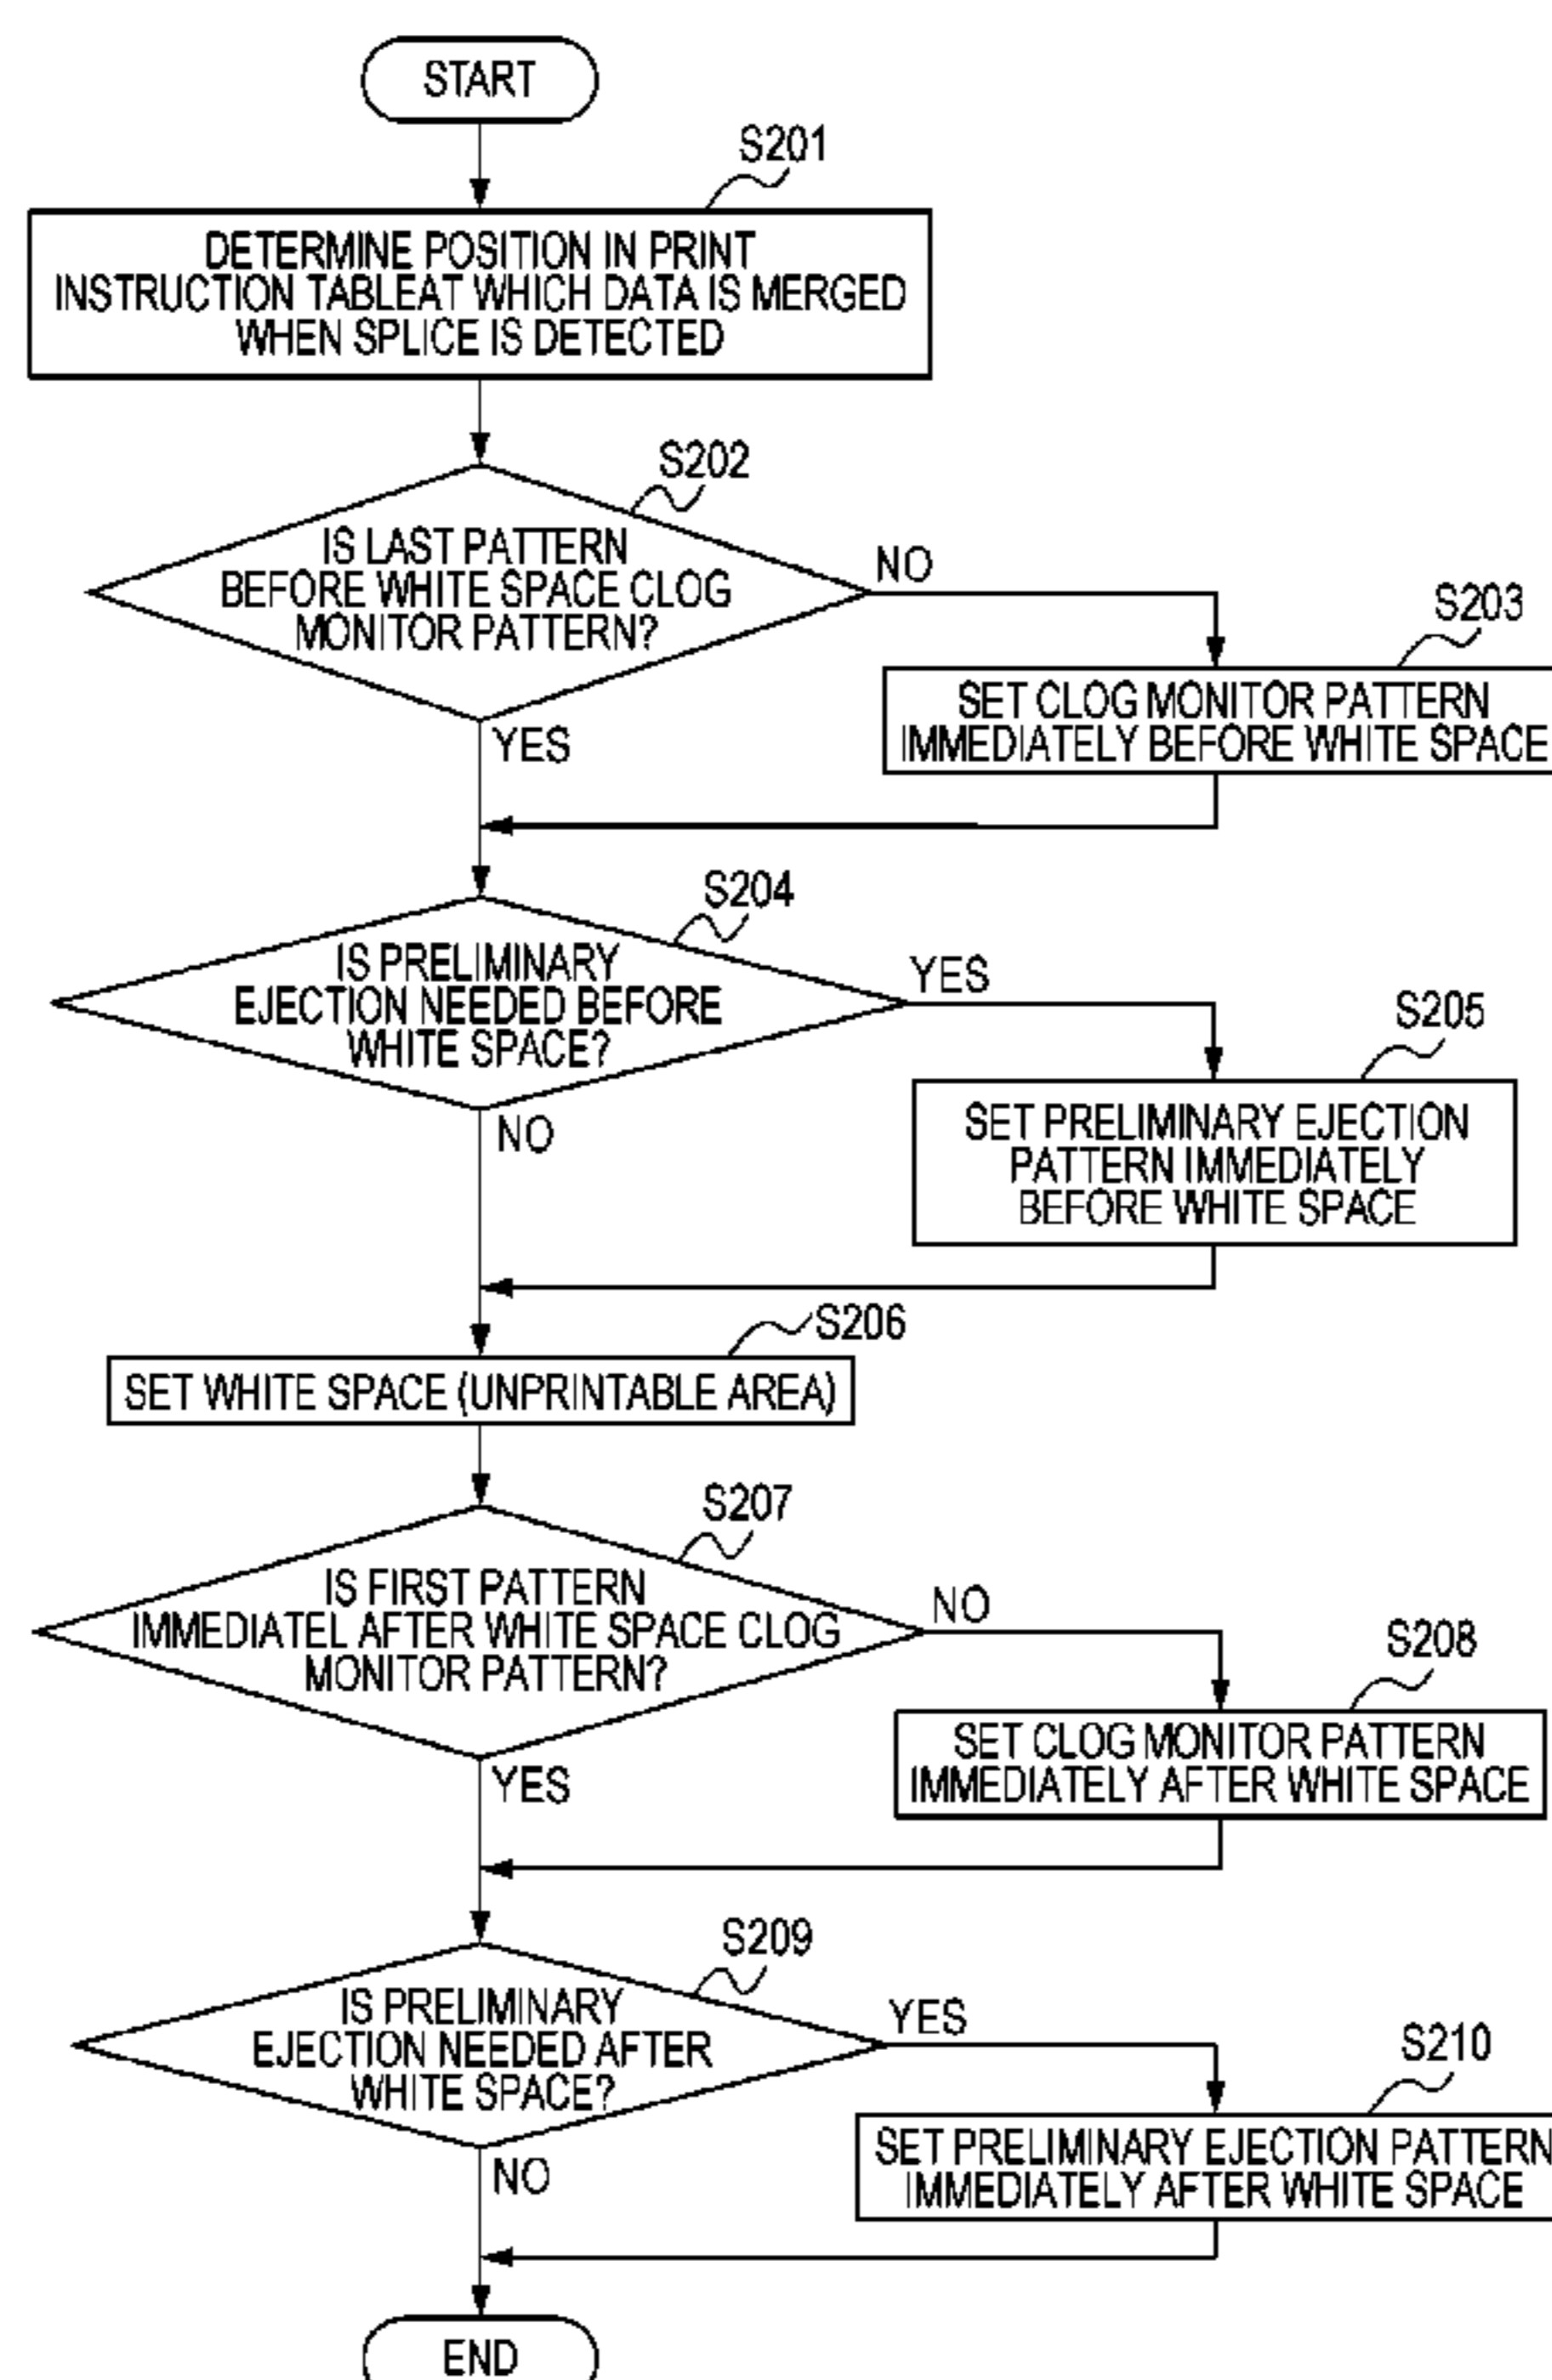 START
S201
DETERMINE POSITION IN PRINT
INSTRUCTION TABLEAT WHICH DATA IS MERGED
WHEN SPLICE IS DETECTED
S202
IS LAST PATTERN
BEFORE WHITE SPACE CLOG
MONITOR PATTERN?
NO
YES
S203
SET CLOG MONITOR PATTERN
IMMEDIATELY BEFORE WHITE SPACE
S204
IS PRELIMINARY
EJECTION NEEDED BEFORE
WHITE SPACE?
YES
NO
S205
SET PRELIMINARY EJECTION
PATTERN IMMEDIATELY
BEFORE WHITE SPACE
S206
SET WHITE SPACE (UNPRINTABLE AREA)
S207
IS FIRST PATTERN
IMMEDIATEL AFTER WHITE SPACE CLOG
MONITOR PATTERN?
NO
YES
S208
SET CLOG MONITOR PATTERN
IMMEDIATELY AFTER WHITE SPACE
S209
IS PRELIMINARY
EJECTION NEEDED AFTER
WHITE SPACE?
YES
NO
S210
SET PRELIMINARY EJECTION PATTERN
IMMEDIATELY AFTER WHITE SPACE
END